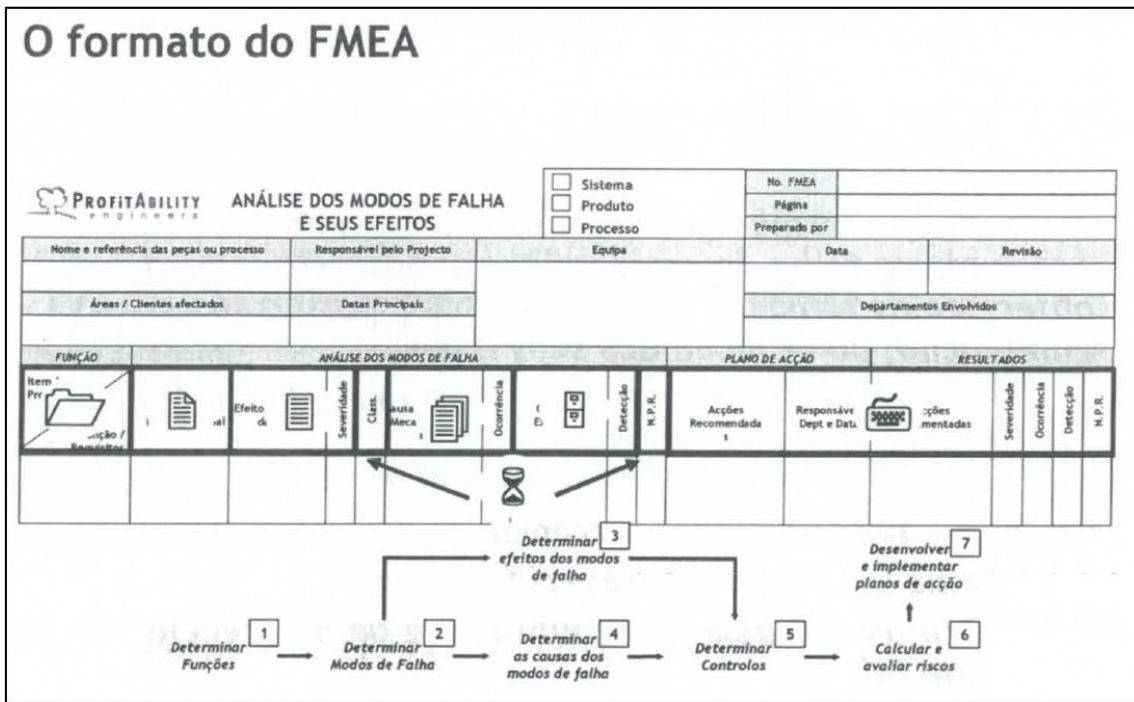 O formato do FMEA
PROFITABILITY
engineers
ANÁLISE DOS MODOS DE FALHA
E SEUS EFEITOS
Sistema
Produto
Processo
No. FMEA
Página
Preparado por
Nome e referência das peças ou processo
Responsável pelo Projecto
Equipa
Data
Revisão
Áreas / Clientes afectados
Datas Principais
Departamentos Envolvidos
FUNÇÃO
ANÁLISE DOS MODOS DE FALHA
PLANO DE ACÇÃO
RESULTADOS
Item
Requisitos
Efeito
Severidade
Class.
Ocorrência
Detecção
N.P.R.
Acções
Recomendada
s
Dept e Data
Severidade
Ocorrência
Detecção
N.P.R.
1
Determinar
Funções
2
Determinar
Modos de Falha
3
Determinar
efeitos dos modos
de falha
4
Determinar
as causas dos
modos de falha
5
Determinar
Controlos
6
Calcular e
avaliar riscos
7
Desenvolver
e implementar
planos de acção